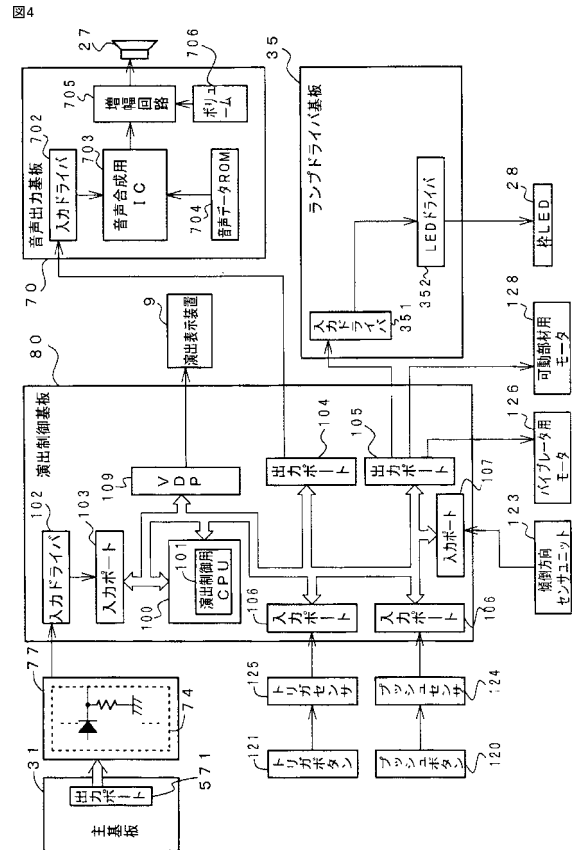 図4
主基板
31
出力ポート
571
77
74
演出制御基板
80
入力ドライバ
102
入力ポート
103
100
演出制御用
CPU
101
VDP
109
演出表示装置
9
出力ポート
104
出力ポート
105
入力ポート
106
入力ポート
106
入力ポート
107
トリガボタン
121
トリガセンサ
125
プッシュボタン
120
プッシュセンサ
124
傾倒方向
センサユニット
123
バイブレータ用
モータ
126
可動部材用
モータ
128
枠LED
28
音声出力基板
70
入力ドライバ
702
音声合成用
IC
703
音声データROM
704
増幅
回路
705
ボリュ
ーム
706
27
ランプドライバ基板
35
入力ドライバ
351
LEDドライバ
352